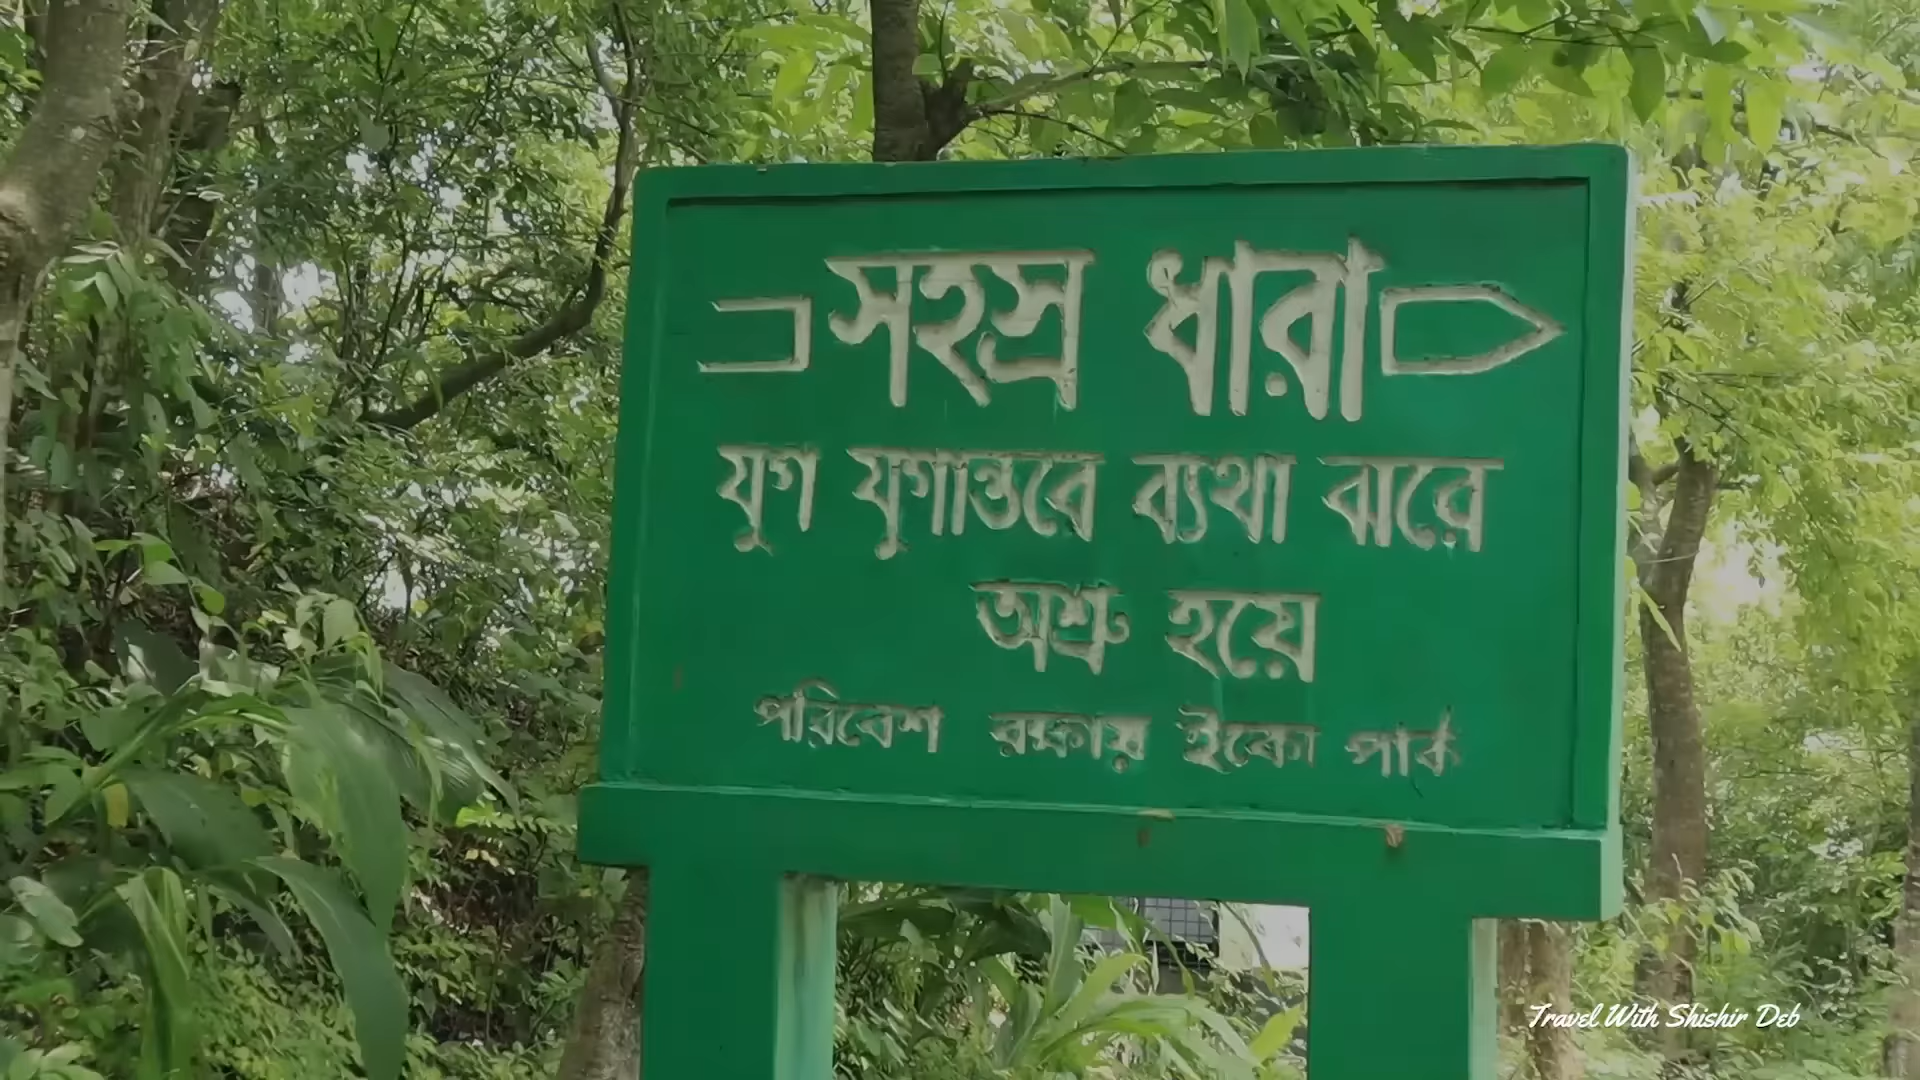 সহস্র ধারা
যুগ যুগান্তরে ব্যথা ঝরে
অশ্রু হয়ে
পরিবেশ রক্ষায় ইকো পার্ক
Travel With Shishir Deb